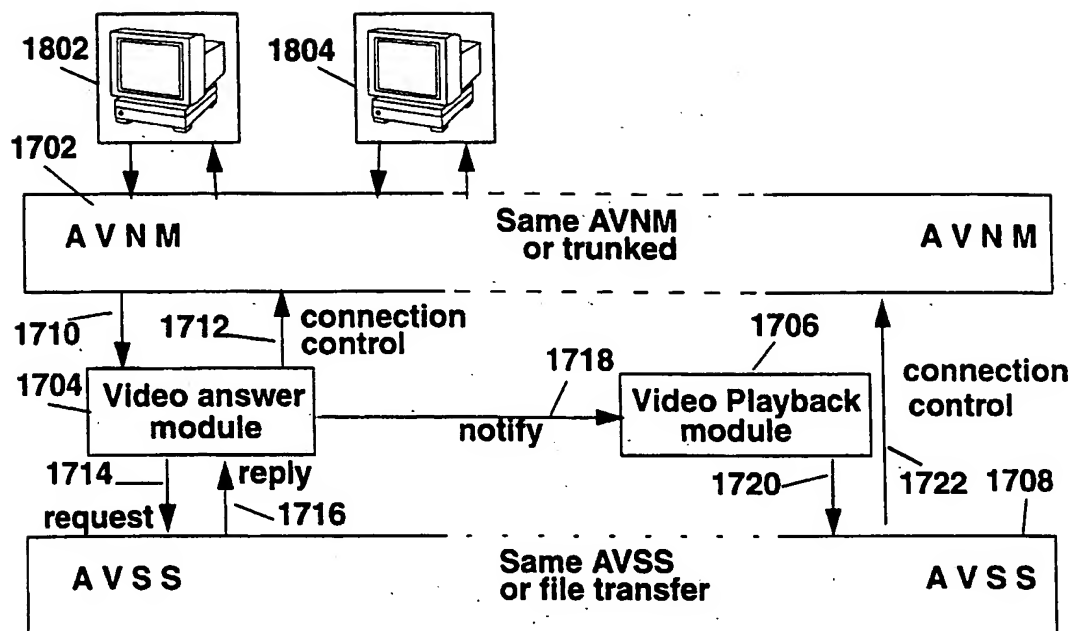 1802
1804
1702
A V N M
Same AVNM
or trunked
A V N M
1710
1712
connection
control
1718
1706
1704
Video answer
module
notify
Video Playback
module
connection
control
1714
reply
1716
request
1720
1722
1708
A V S S
Same AVSS
or file transfer
A V S S